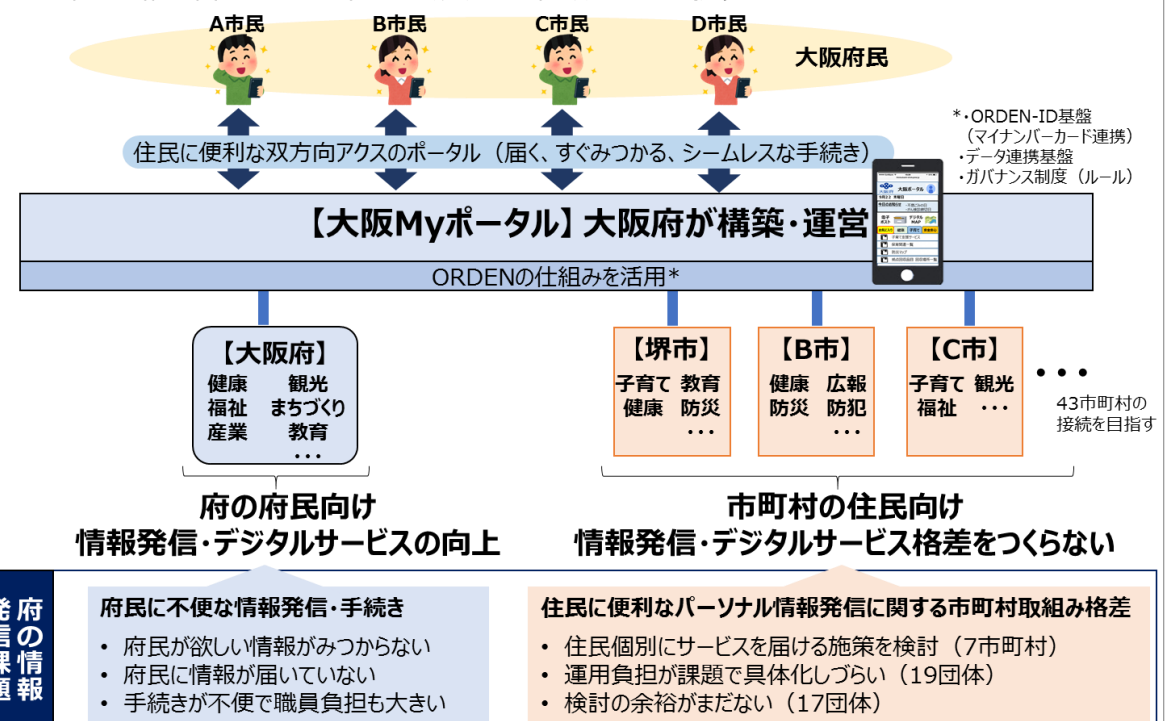 A市民 B市民 C市民 D市民
大阪府民
*・ORDEN-ID基盤
(マイナンバーカード連携)
・データ連携基盤
・ガバナンス制度(ルール)
住民に便利な双方向アクスのポータル(届く、すぐみつかる、シームレスな手続き)
【大阪Myポータル】大阪府が構築・運営
大阪ポータル
ORDENの仕組みを活用*
【大阪府】
健康 観光
福祉 まちづくり
産業 教育
・・・
【堺市】
子育て 教育
健康 防災
・・・
【B市】
健康 広報
防災 防犯
・・・
【C市】
子育て 観光
福祉 ・・・
・・・
43市町村の
接続を目指す
府の府民向け
情報発信・デジタルサービスの向上
市町村の住民向け
情報発信・デジタルサービス格差をつくらない
府の情報
発信課題
府民に不便な情報発信・手続き
• 府民が欲しい情報がみつからない
• 府民に情報が届いていない
• 手続きが不便で職員負担も大きい
住民に便利なパーソナル情報発信に関する市町村取組み格差
• 住民個別にサービスを届ける施策を検討(7市町村)
• 運用負担が課題で具体化しづらい(19団体)
• 検討の余裕がまだない(17団体)